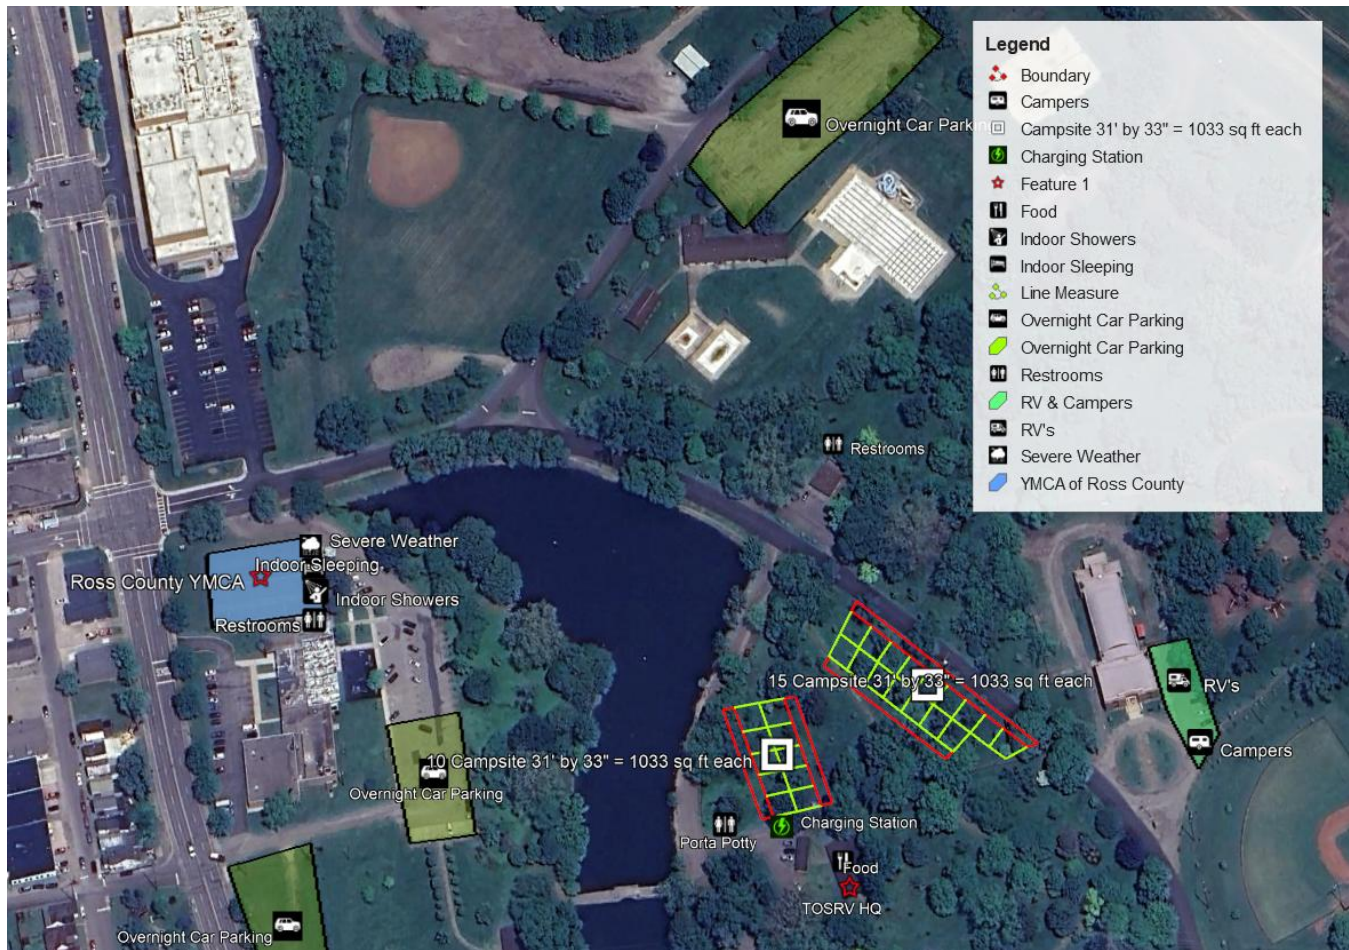 Legend
Boundary
Campers
Campsite 31' by 33" = 1033 sq ft each
Charging Station
Feature 1
Food
Indoor Showers
Indoor Sleeping
Line Measure
Overnight Car Parking
Overnight Car Parking
Restrooms
RV & Campers
RV's
Severe Weather
YMCA of Ross County
Overnight Car Parking
Restrooms
Severe Weather
Indoor Sleeping
Ross County YMCA
Indoor Showers
Restrooms
15 Campsite 31' by 33" = 1033 sq ft each
RV's
Campers
10 Campsite 31' by 33" = 1033 sq ft each
Overnight Car Parking
Charging Station
Porta Potty
Food
TOSRV HQ
Overnight Car Parking